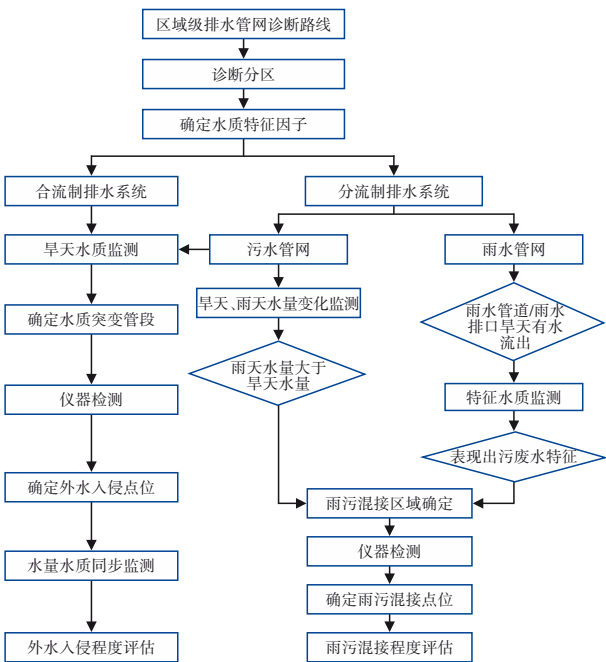 区域级排水管网诊断路线
诊断分区
确定水质特征因子
合流制排水系统
分流制排水系统
旱天水质监测
污水管网
雨水管网
确定水质突变管段
旱天、雨天水量变化监测
雨水管道/雨水
排口旱天有水
流出
雨天水量大于
旱天水量
仪器检测
特征水质监测
表现出污废水特征
确定外水入侵点位
雨污混接区域确定
水量水质同步监测
仪器检测
确定雨污混接点位
外水入侵程度评估
雨污混接程度评估